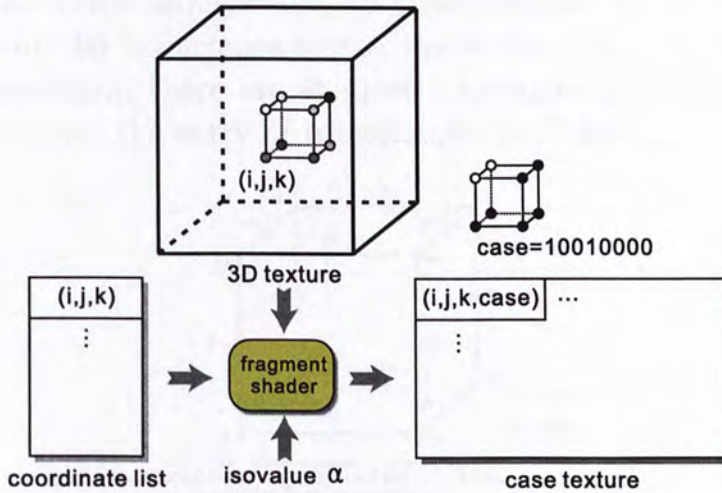 (i,j,k)
case=10010000
3D texture
(i,j,k)
⋮
(i,j,k,case) ...
⋮
fragment
shader
coordinate list
isovalue α
case texture